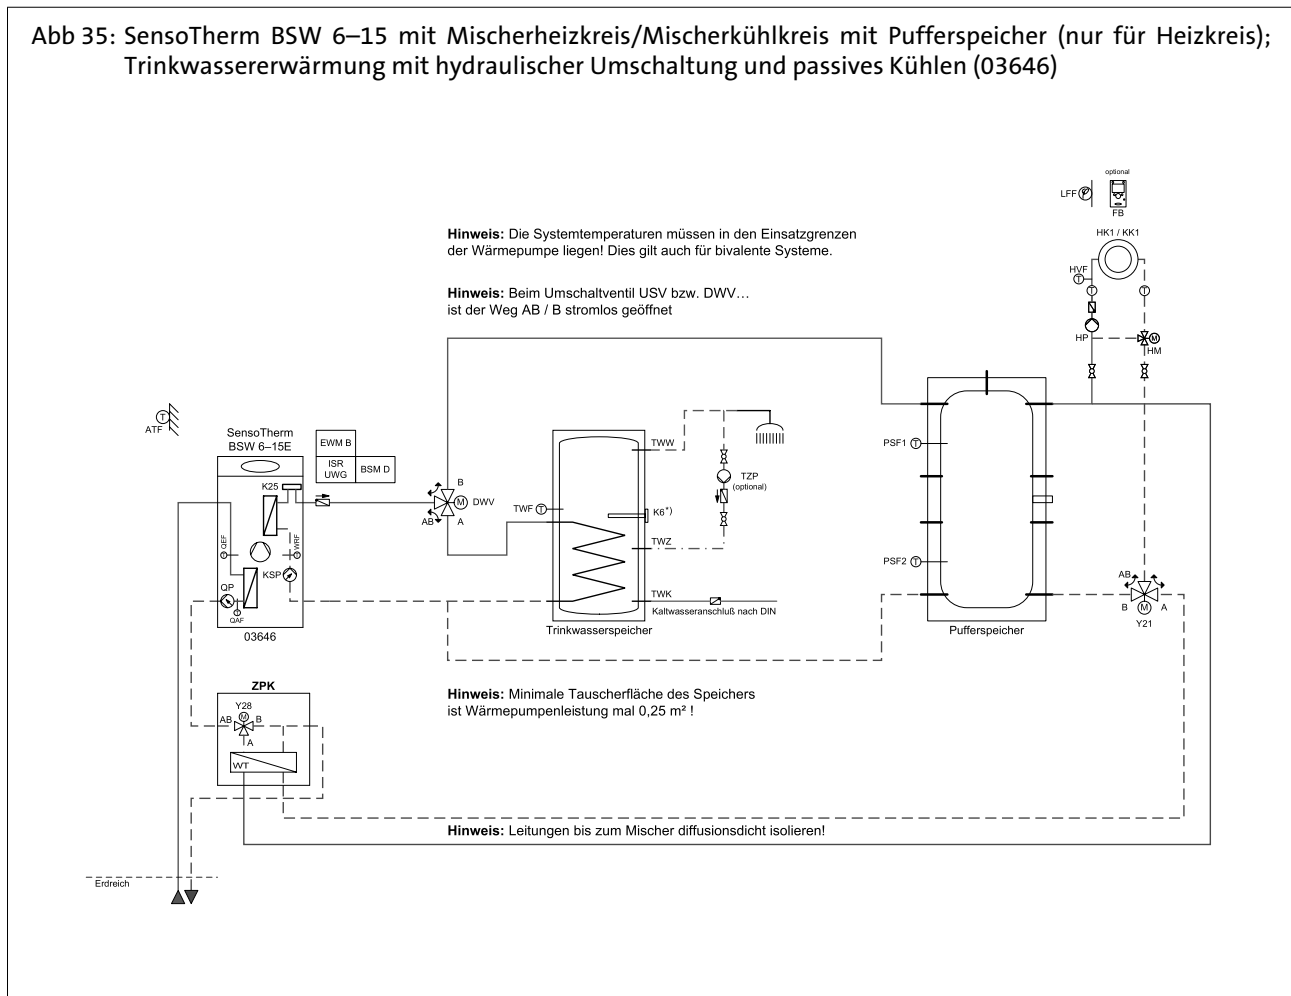 Abb 35: SensoTherm BSW 6–15 mit Mischerheizkreis/Mischerkühlkreis mit Pufferspeicher (nur für Heizkreis);
Trinkwassererwärmung mit hydraulischer Umschaltung und passives Kühlen (03646)
optional
LFF
FB
HK1 / KK1
Hinweis: Die Systemtemperaturen müssen in den Einsatzgrenzen
der Wärmepumpe liegen! Dies gilt auch für bivalente Systeme.
HVF
T
T
T
Hinweis: Beim Umschaltventil USV bzw. DWV…
ist der Weg AB / B stromlos geöffnet
HP
M
HM
T
ATF
SensoTherm
BSW 6–15E
EWM B
ISR
UWG
BSM D
K25
B
M
DWV
AB
A
TWW
TWF
T
K6*)
TZP
(optional)
TWZ
PSF1
T
PSF2
T
QEF
T
WRF
T
KSP
QP
QAF
T
03646
TWK
Kaltwasseranschluß nach DIN
Trinkwasserspeicher
Pufferspeicher
AB
B
M
A
Y21
ZPK
Y28
M
AB
B
A
WT
Hinweis: Minimale Tauscherfläche des Speichers
ist Wärmepumpenleistung mal 0,25 m² !
Hinweis: Leitungen bis zum Mischer diffusionsdicht isolieren!
Erdreich